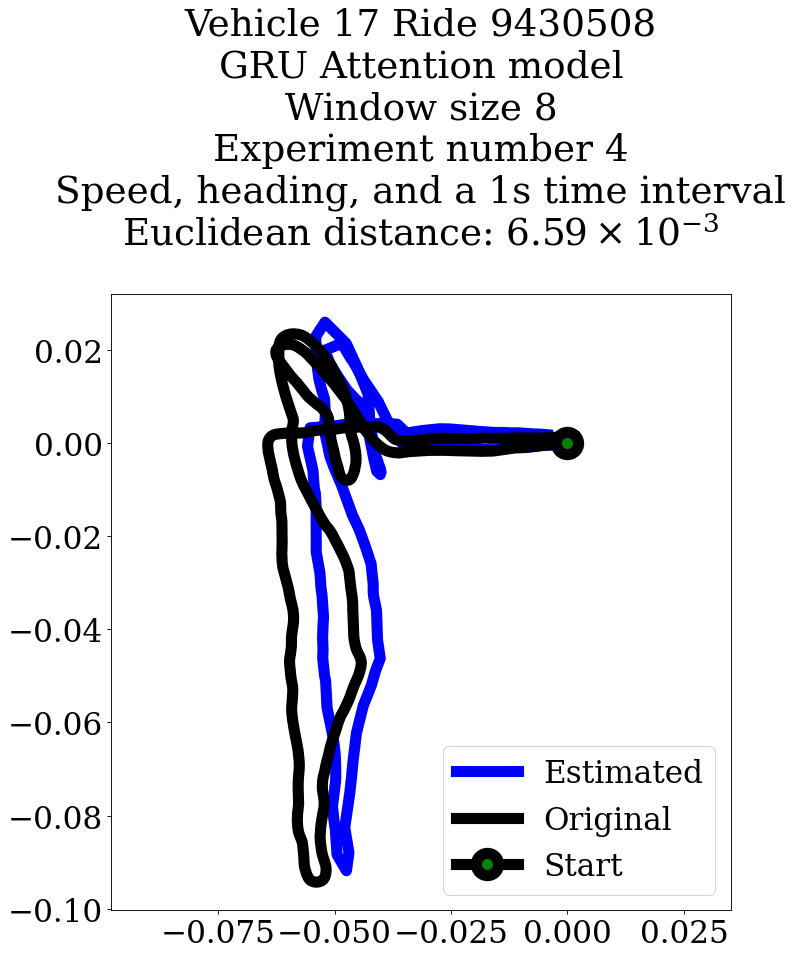 Vehicle 17 Ride 9430508
GRU Attention model
Window size 8
Experiment number 4
Speed, heading, and a 1s time interval
Euclidean distance: 6.59 × 10⁻³
0.02
0.00
−0.02
−0.04
−0.06
−0.08
−0.10
Estimated
Original
Start
−0.075 −0.050 −0.025 0.000 0.025